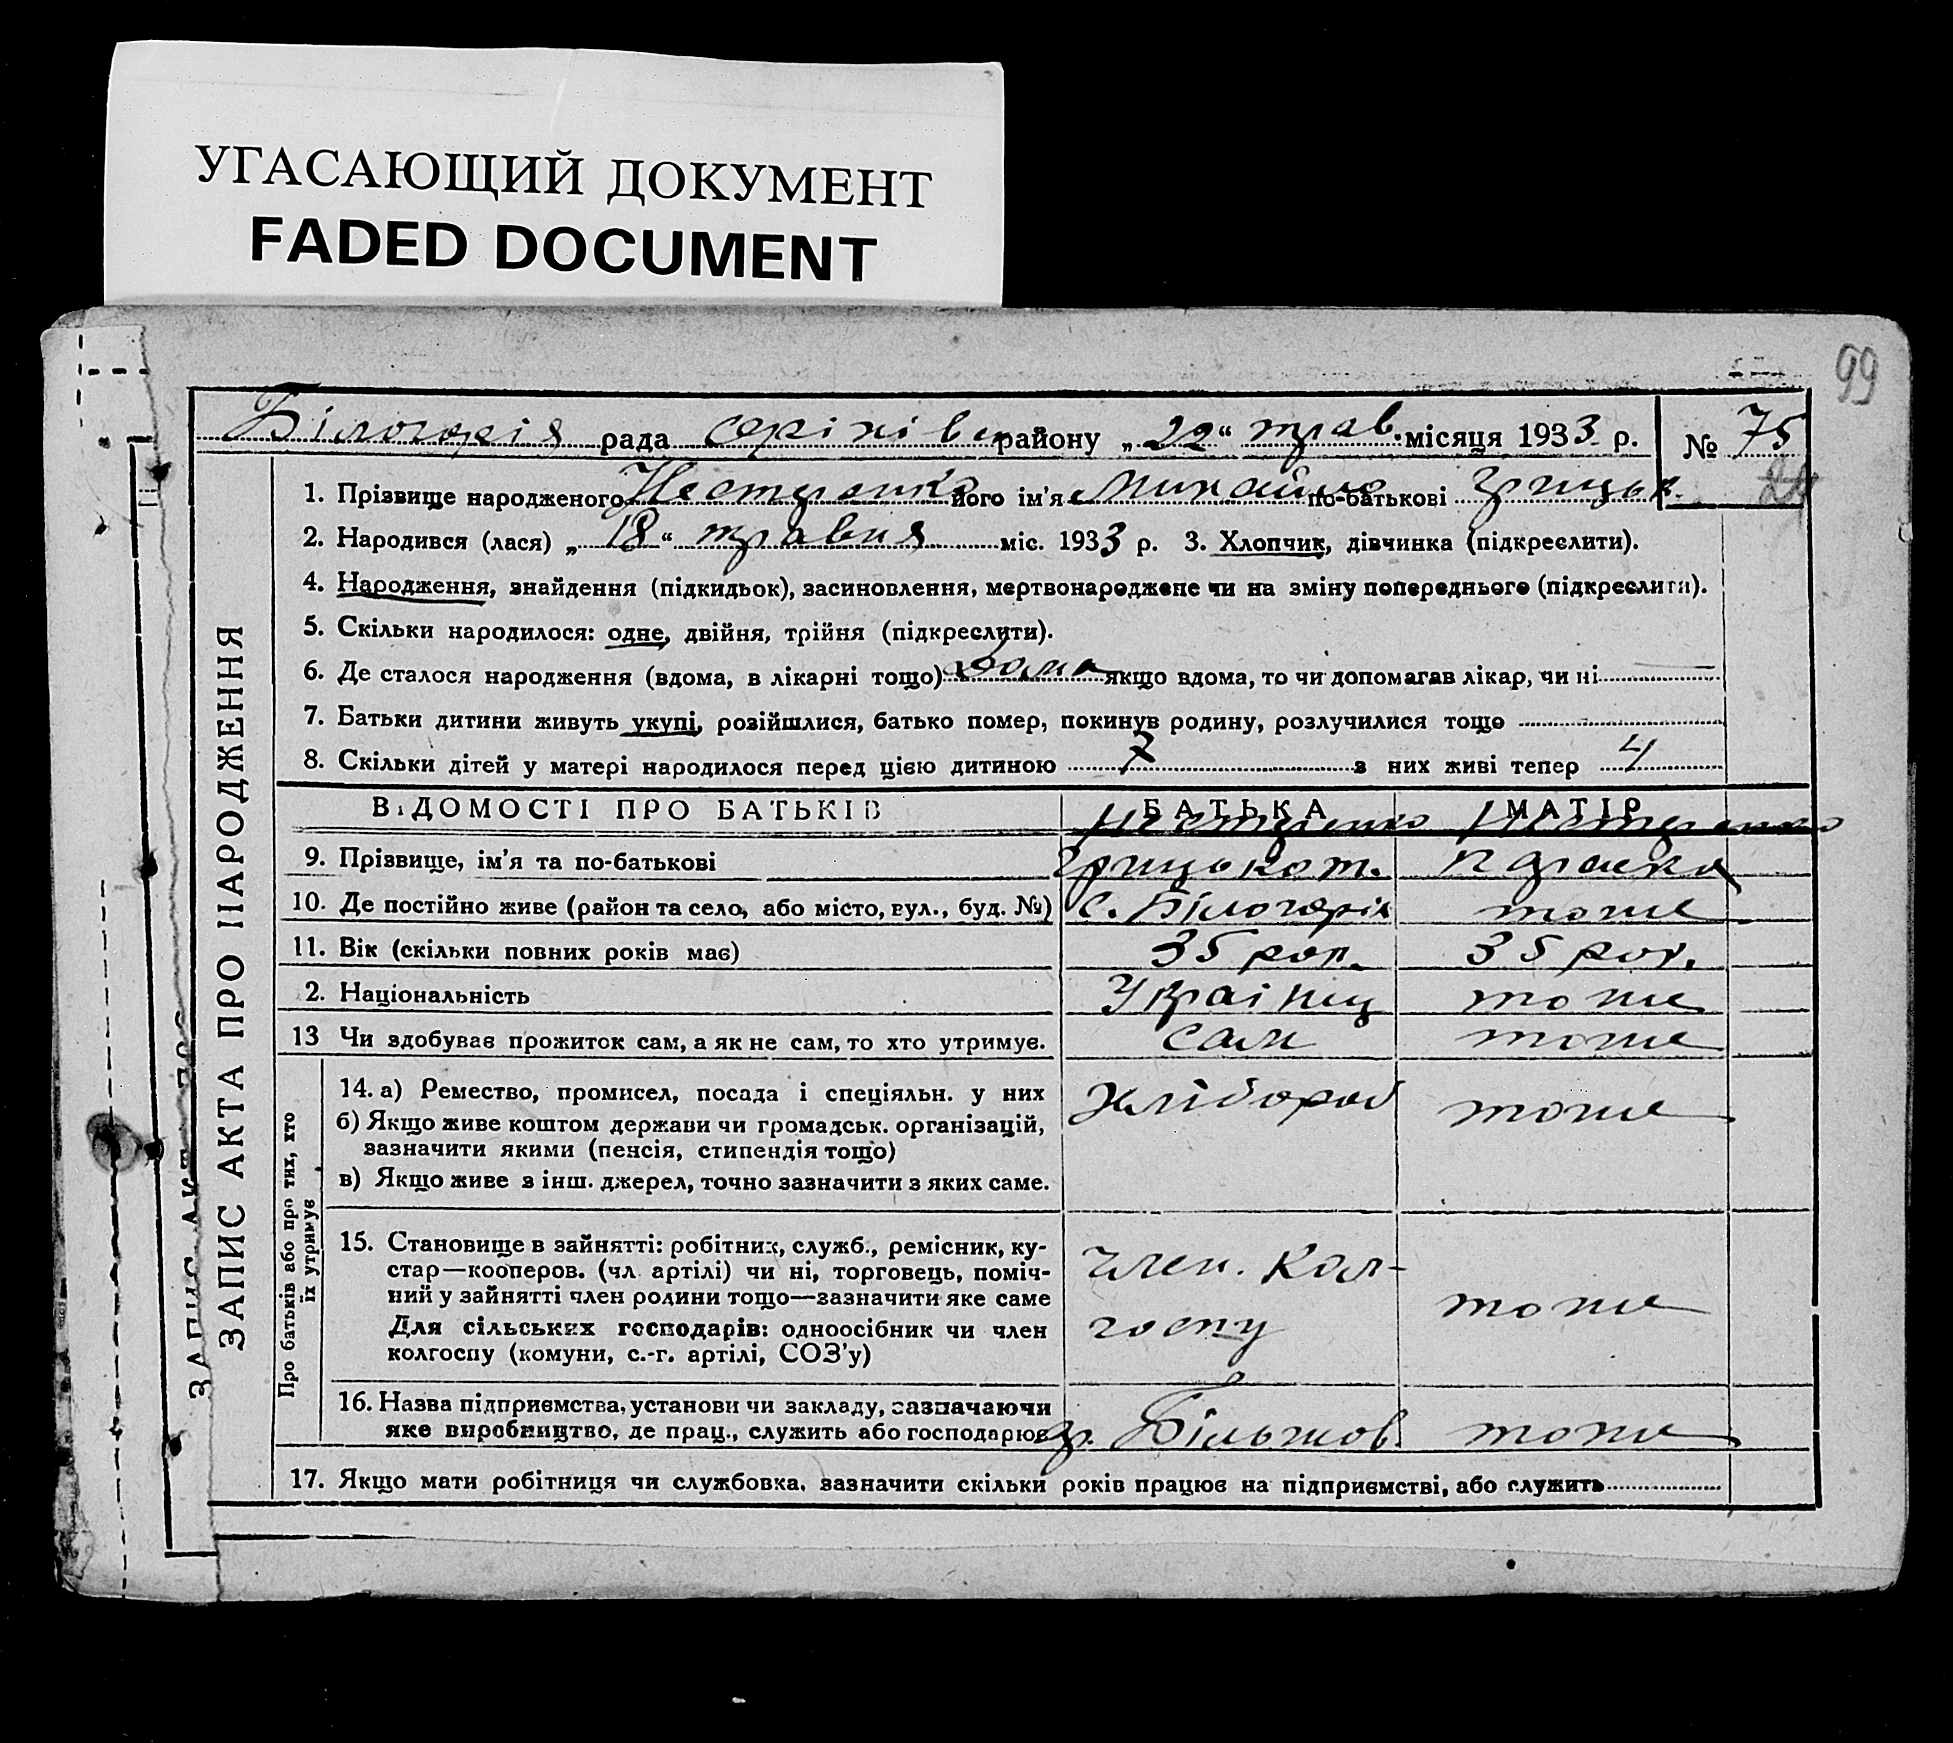 УГАСАЮЩИЙ ДОКУМЕНТ
FADED DOCUMENT
99
Білогорія рада оріхівськ району „22“ трав. місяця 1933 р. № 75
1. Прізвище народженого Нестеренко його ім'я Михайло по-батькові Грицьк.
2. Народився (лася) „18“ травня міс. 1933 р. 3. Хлопчик, дівчинка (підкреслити).
4. Народження, знайдення (підкидьок), засиновлення, мертвонароджене чи на зміну попереднього (підкреслити).
5. Скільки народилося: одне, двійня, трійня (підкреслити).
6. Де сталося народження (вдома, в лікарні тощо) дома якщо вдома, то чи допомагав лікар, чи ні
7. Батьки дитини живуть укупі, розійшлися, батько помер, покинув родину, розлучилися тощо
8. Скільки дітей у матері народилося перед цією дитиною 7 з них живі тепер 4
ВІДОМОСТІ ПРО БАТЬКІВ БАТЬКА МАТІР
Нестеренко Нестеренко
9. Прізвище, ім'я та по-батькові Грицько т.
10. Де постійно живе (район та село, або місто, вул., буд. №) с. Білогорія тоже
11. Вік (скільки повних років має) 35 рок. 35 рок.
2. Національність Українц тоже
13 Чи здобував прожиток сам, а як не сам, то хто утримує. сам тоже
14. а) Ремество, промисел, посада і спеціяльн. у них Хлібороб тоже
б) Якщо живе коштом держави чи громадськ. організацій,
зазначити якими (пенсія, стипендія тощо)
в) Якщо живе з інш. джерел, точно зазначити з яких саме.
15. Становище в зайнятті: робітник, служб., ремісник, ку-
стар—кооперов. (чл. артілі) чи ні, торговець, поміч-
ний у зайнятті член родини тощо—зазначити яке саме
Для сільських господарів: одноосібник чи член
колгоспу (комуни, с.-г. артілі, СОЗ'у)
член. кол-
госпу
тоже
16. Назва підприємства, установи чи закладу, зазначаючи
яке виробництво, де прац., служить або господарює тоже
17. Якщо мати робітниця чи службовка, зазначити скільки років працює на підприємстві, або служить
Про батьків або про тих, хто
їх утримує
ЗАПИС АКТА ПРО НАРОДЖЕННЯ